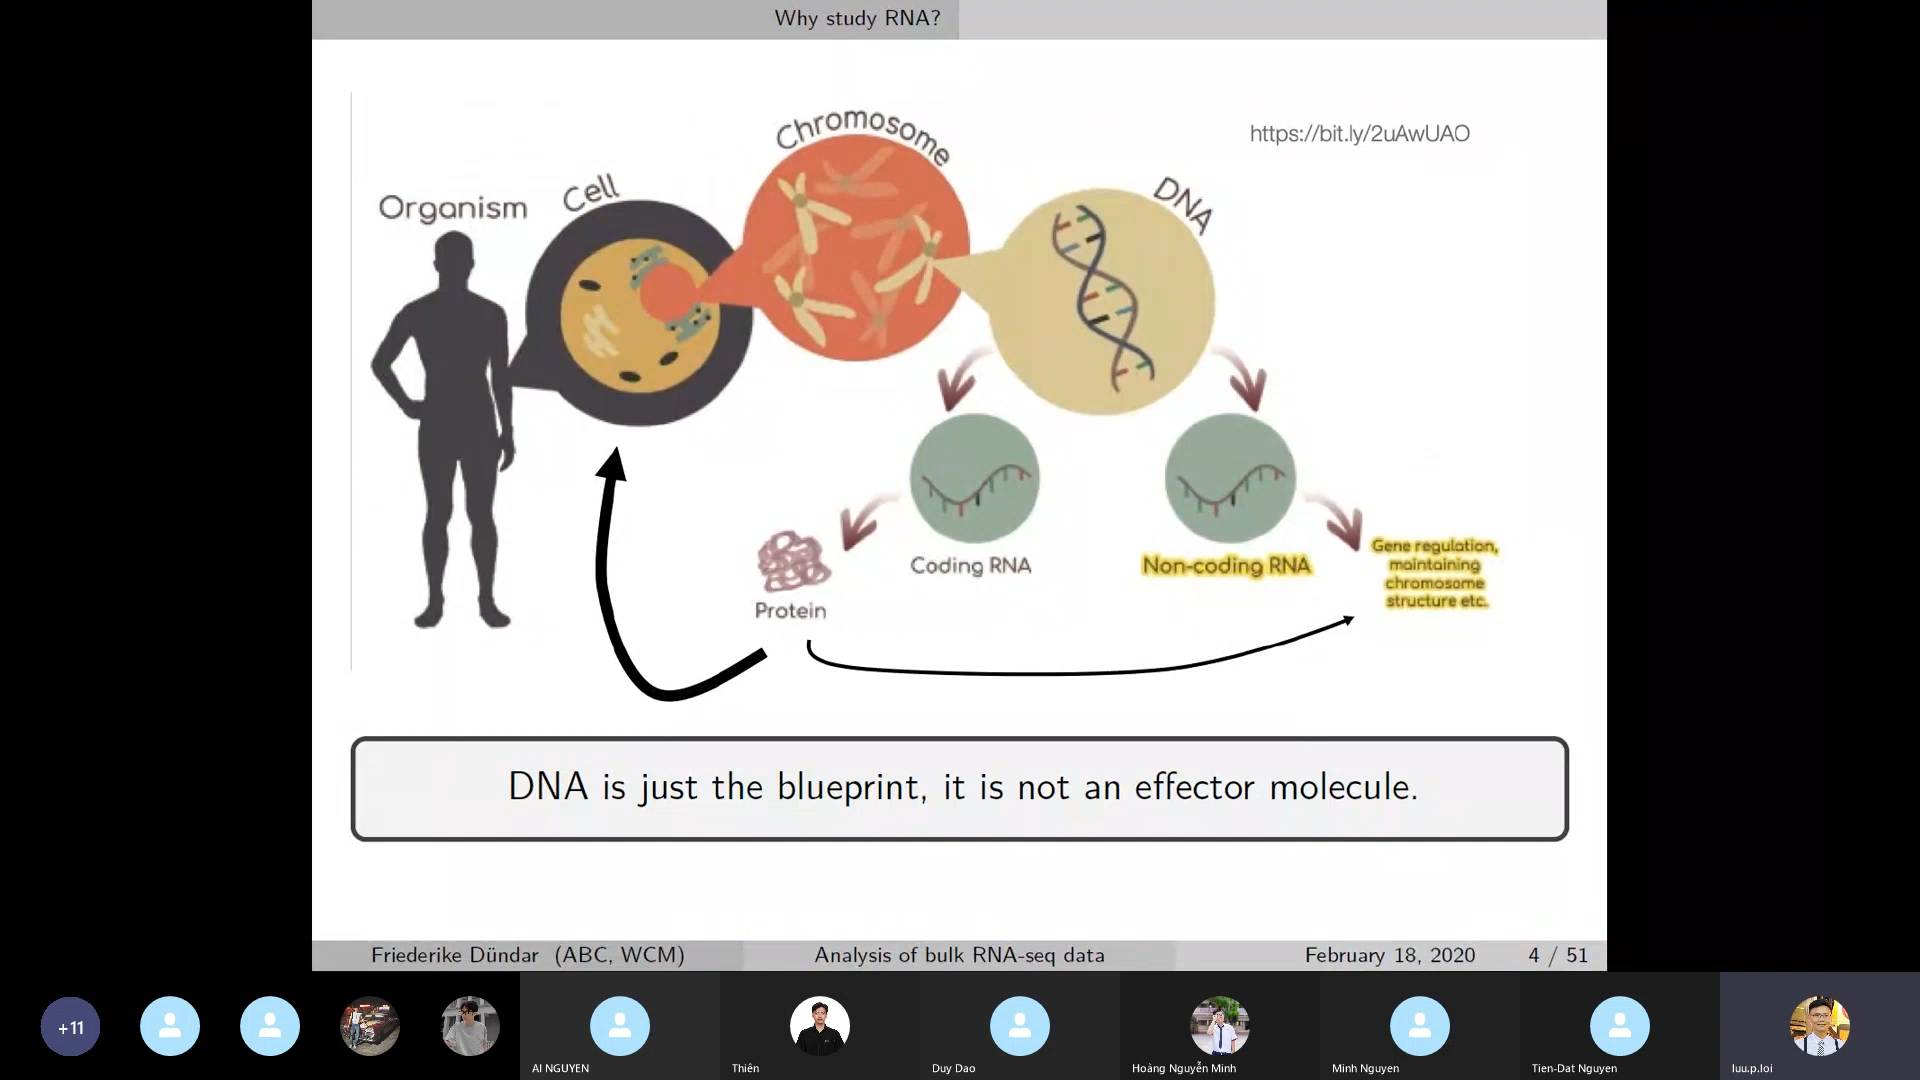 Why study RNA?
https://bit.ly/2uAwUAO
Chromosome
Cell
DNA
Organism
Coding RNA
Non-coding RNA
Gene regulation,
maintaining
chromosome
structure etc.
Protein
DNA is just the blueprint, it is not an effector molecule.
Friederike Dündar (ABC, WCM) Analysis of bulk RNA-seq data February 18, 2020 4 / 51
+11
AI NGUYEN
Thiên
Duy Dao
Hoàng Nguyễn Minh
Minh Nguyen
Tien-Dat Nguyen
luu.p.loi